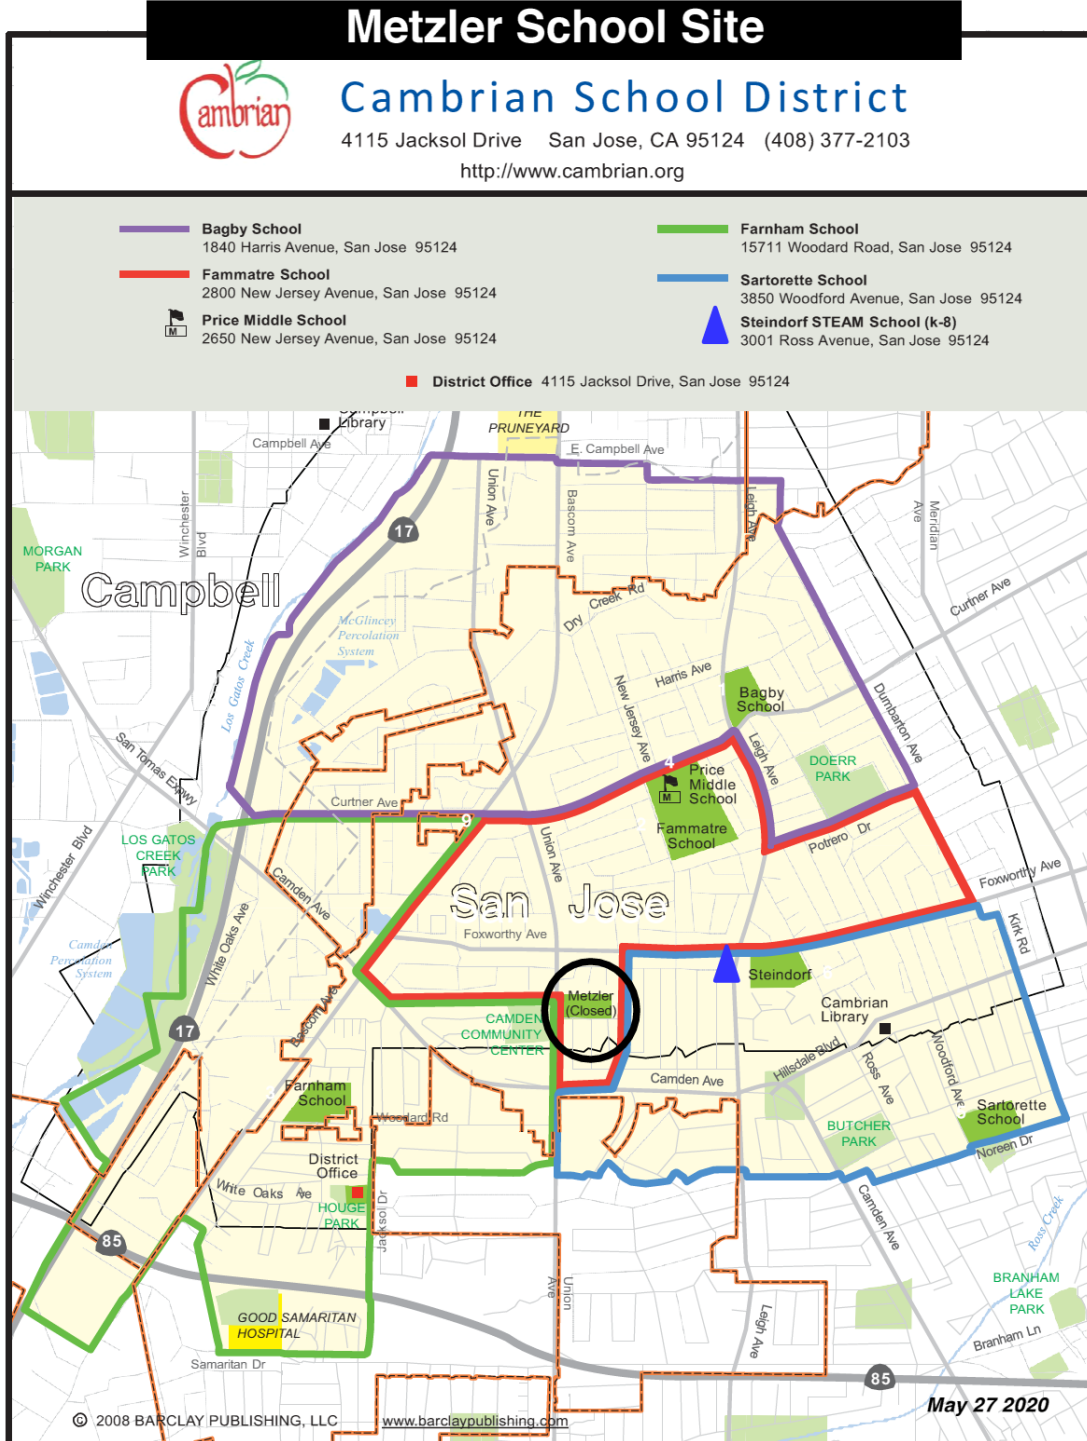 Metzler School Site
Cambrian
Cambrian School District
4115 Jacksol Drive San Jose, CA 95124 (408) 377-2103
http://www.cambrian.org
Bagby School
1840 Harris Avenue, San Jose 95124
Fammatre School
2800 New Jersey Avenue, San Jose 95124
M
Price Middle School
2650 New Jersey Avenue, San Jose 95124
Farnham School
15711 Woodard Road, San Jose 95124
Sartorette School
3850 Woodford Avenue, San Jose 95124
Steindorf STEAM School (k-8)
3001 Ross Avenue, San Jose 95124
District Office 4115 Jacksol Drive, San Jose 95124
Campbell
Library
THE
PRUNEYARD
Campbell Ave
E. Campbell Ave
Winchester
Blvd
Union Ave
Bascom Ave
Leigh Ave
Meridian
Ave
17
MORGAN
PARK
Campbell
McGlincey
Percolation
System
Dry Creek Rd
Curtner Ave
Los Gatos Creek
Harris Ave
New Jersey Ave
Bagby
School
Dumbarton Ave
San Tomas Expwy
Leigh Ave
DOERR
PARK
4
Price
Middle
School
M
Curtner Ave
9
Fammatre
School
Potrero Dr
Winchester Blvd
LOS GATOS
CREEK
PARK
Union Ave
Camden Ave
Foxworthy Ave
San Jose
White Oaks Ave
Foxworthy Ave
Kirk Rd
Camden
Percolation
System
Steindorf
Metzler
(Closed)
Cambrian
Library
Bascom Ave
17
CAMDEN
COMMUNITY
CENTER
Hillsdale Blvd
Ross Ave
Woodford Ave
Camden Ave
Farnham
School
Woodard Rd
Sartorette
School
BUTCHER
PARK
Noreen Dr
District
Office
White Oaks Ave
HOUGE
PARK
Jacksol Dr
Camden Ave
Ross Creek
85
Union
Ave
BRANHAM
LAKE
PARK
GOOD SAMARITAN
HOSPITAL
Leigh Ave
Branham Ln
Samaritan Dr
85
May 27 2020
© 2008 BARCLAY PUBLISHING, LLC
www.barclaypublishing.com